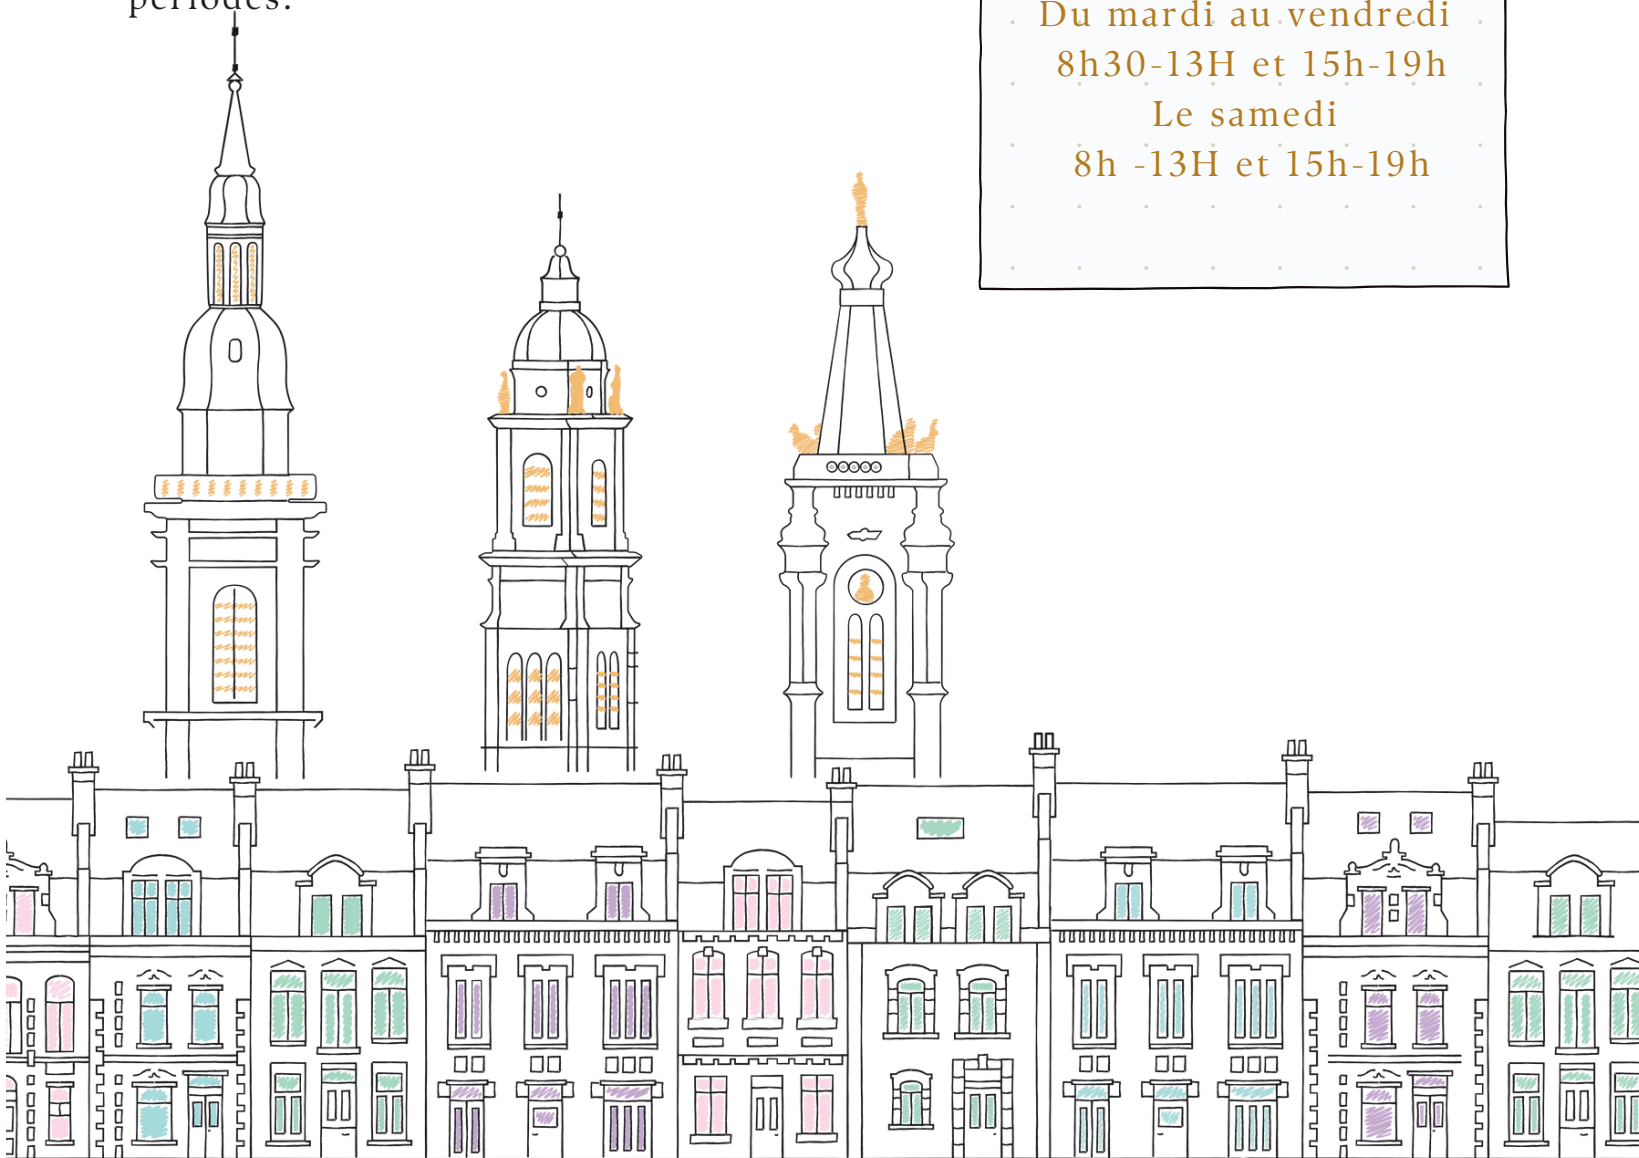 périodes.
Du mardi au vendredi
8h30-13H et 15h-19h
Le samedi
8h -13H et 15h-19h